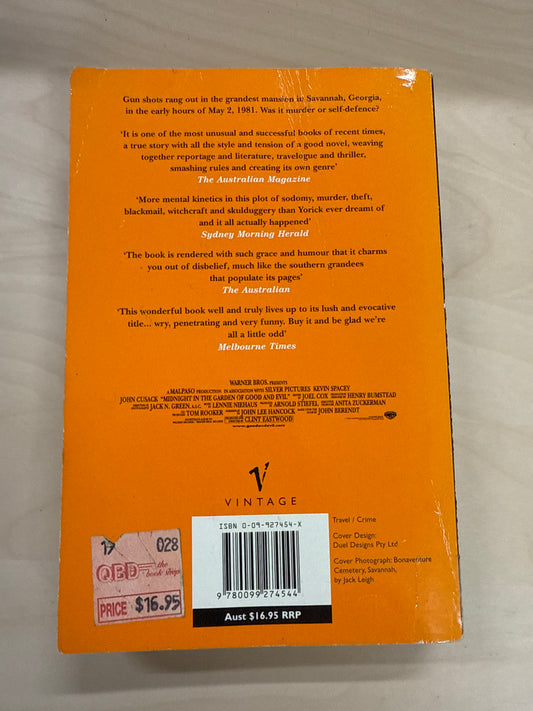 Gun shots rang out in the grandest mansion in Savannah, Georgia,
in the early hours of May 2, 1981. Was it murder or self-defence?
'It is one of the most unusual and successful books of recent times,
a true story with all the style and tension of a good novel, weaving
together reportage and literature, travelogue and thriller,
smashing rules and creating its own genre'
The Australian Magazine
'More mental kinetics in this plot of sodomy, murder, theft,
blackmail, witchcraft and skulduggery than Yorick ever dreamt of
and it all actually happened'
Sydney Morning Herald
'The book is rendered with such grace and humour that it charms
you out of disbelief, much like the southern grandees
that populate its pages'
The Australian
'This wonderful book well and truly lives up to its lush and evocative
title... wry, penetrating and very funny. Buy it and be glad we're
all a little odd'
Melbourne Times
WARNER BROS. PRESENTS
A MALPASO PRODUCTION IN ASSOCIATION WITH SILVER PICTURES KEVIN SPACEY
JOHN CUSACK "MIDNIGHT IN THE GARDEN OF GOOD AND EVIL" JOEL COX HENRY BUMSTEAD
JACK N. GREEN, A.S.C. LENNIE NIEHAUS ARNOLD STIEFEL ANITA ZUCKERMAN
TOM ROOKER JOHN LEE HANCOCK JOHN BERENDT
CLINT EASTWOOD
V
VINTAGE
ISBN 0-09-927454-X
9 780099 274544
Aust $16.95 RRP
Travel / Crime
Cover Design:
Duel Designs Pty Ltd
Cover Photograph: Bonaventure
Cemetery, Savannah,
by Jack Leigh
028
QBD the
book shop
PRICE $16.95